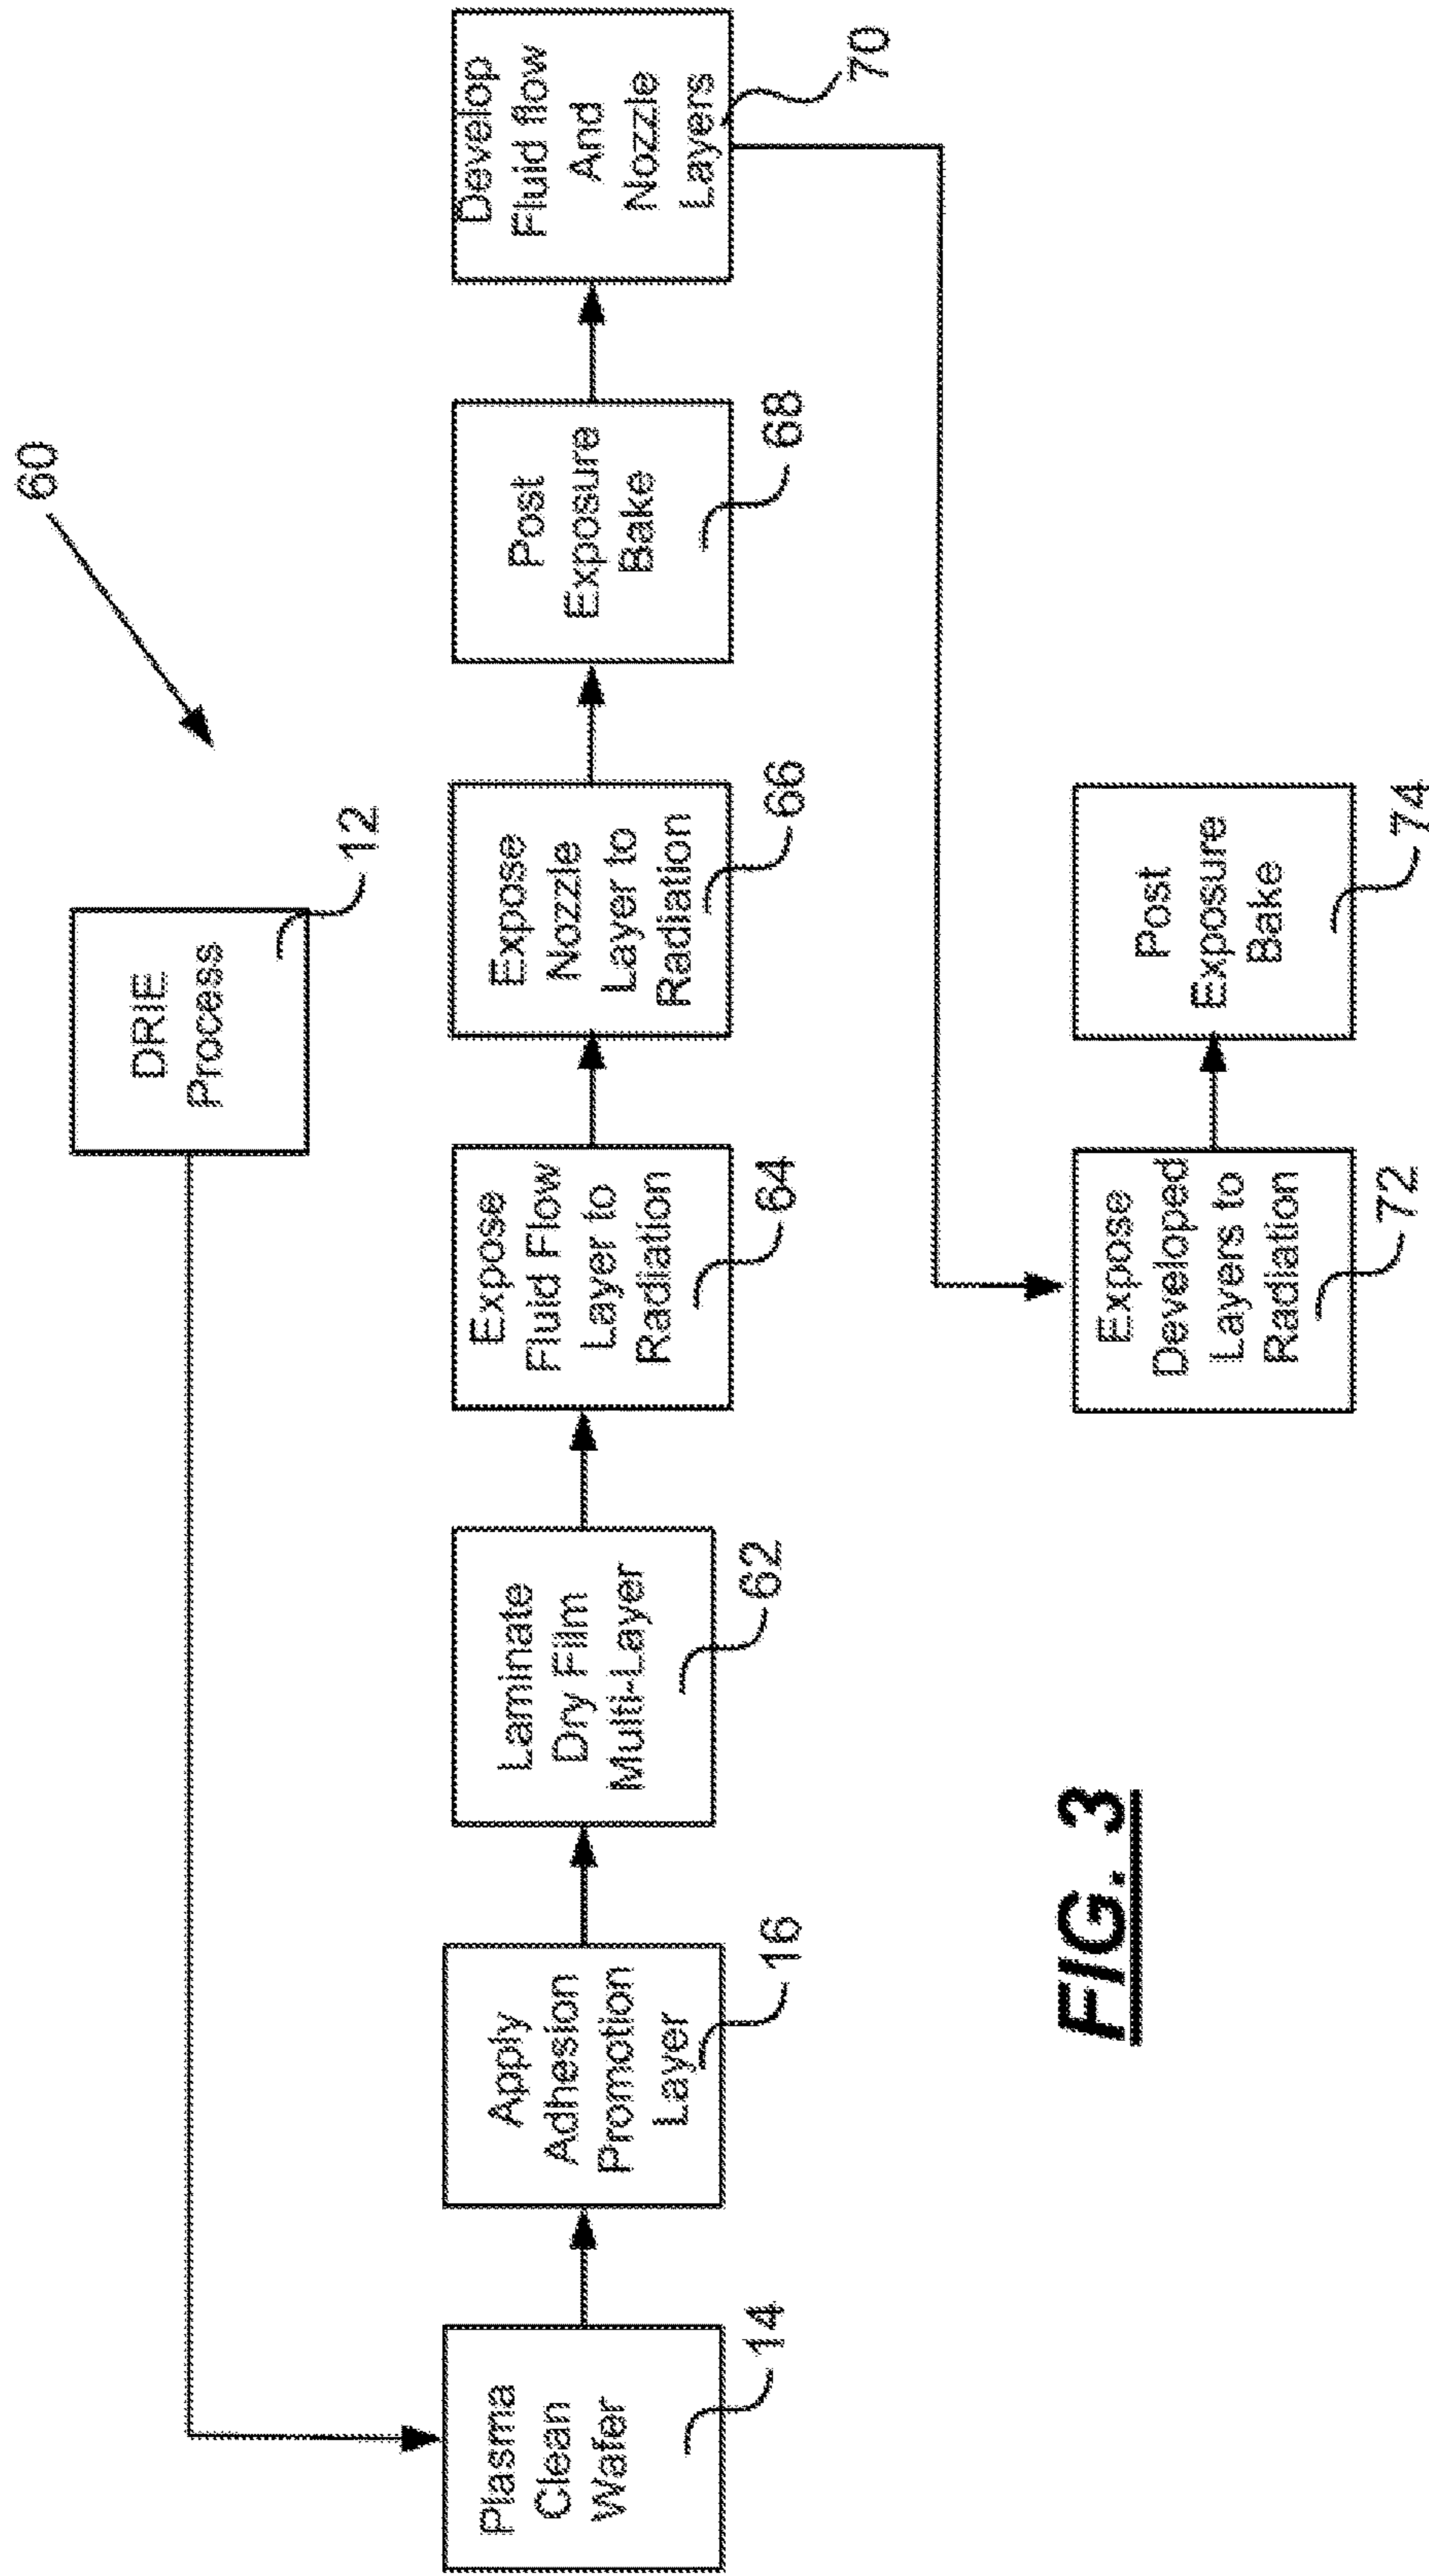 60
DRIE
Process
12
Plasma
Clean
Wafer
14
Apply
Adhesion
Promotion
Layer
16
Laminate
Dry Film
Multi-Layer
62
Expose
Fluid Flow
Layer to
Radiation
64
Expose
Nozzle
Layer to
Radiation
66
Post
Exposure
Bake
68
Develop
Fluid flow
And
Nozzle
Layers
70
Expose
Developed
Layers to
Radiation
72
Post
Exposure
Bake
74
FIG. 3